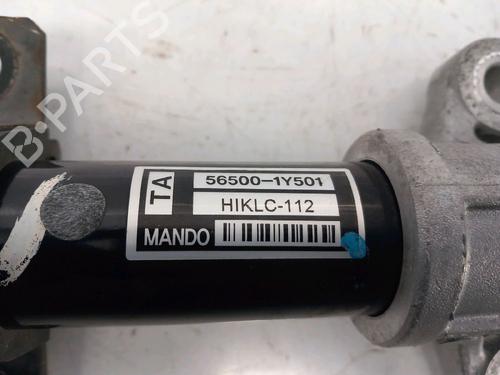 B-PARTS
TA
56500-1Y501
HIKLC-112
MANDO